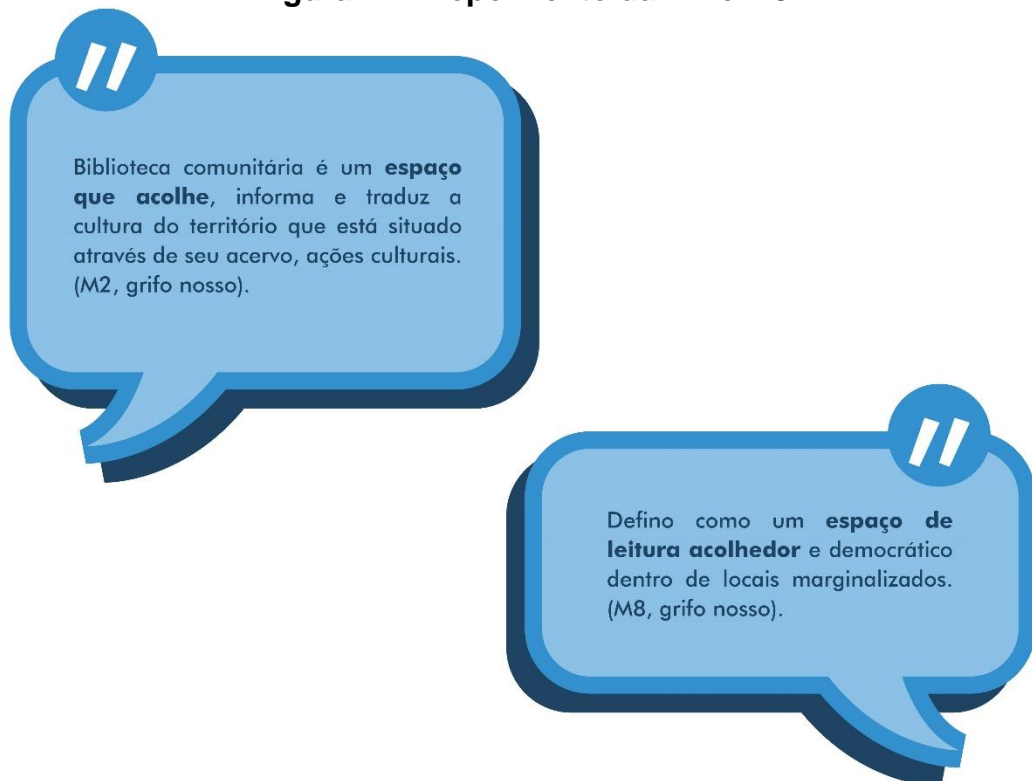 Biblioteca comunitária é um espaço
que acolhe, informa e traduz a
cultura do território que está situado
através de seu acervo, ações culturais.
(M2, grifo nosso).
Defino como um espaço de
leitura acolhedor e democrático
dentro de locais marginalizados.
(M8, grifo nosso).